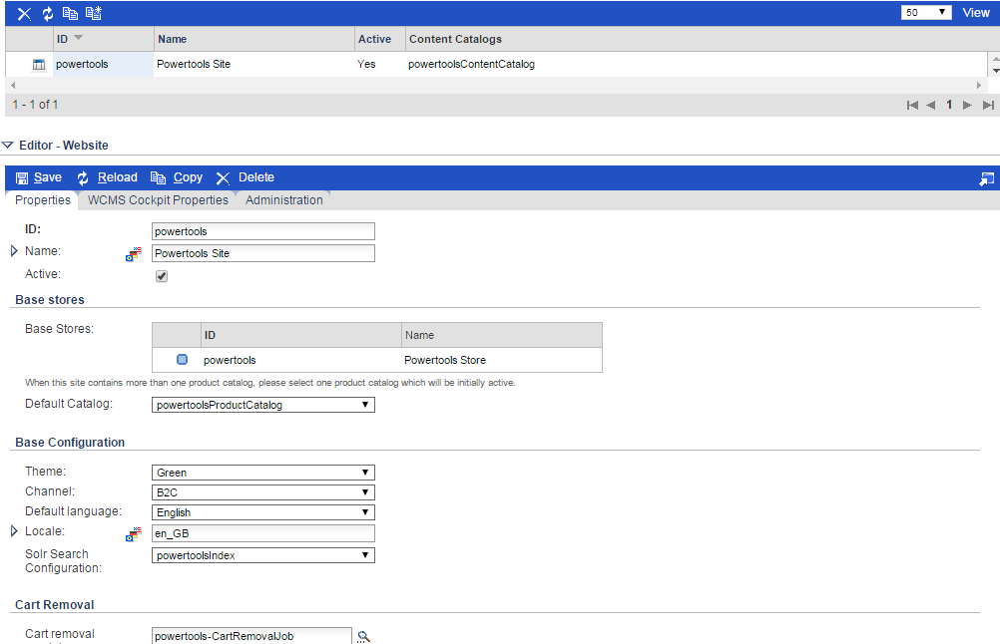 50 View
ID Name Active Content Catalogs
powertools Powertools Site Yes powertoolsContentCatalog
1 - 1 of 1 1
Editor - Website
Save Reload Copy Delete
Properties WCMS Cockpit Properties Administration
ID: powertools
Name: Powertools Site
Active:
Base stores
Base Stores: ID Name
powertools Powertools Store
When this site contains more than one product catalog, please select one product catalog which will be initially active.
Default Catalog: powertoolsProductCatalog
Base Configuration
Theme: Green
Channel: B2C
Default language: English
Locale: en_GB
Solr Search
Configuration: powertoolsIndex
Cart Removal
Cart removal powertools-CartRemovalJob